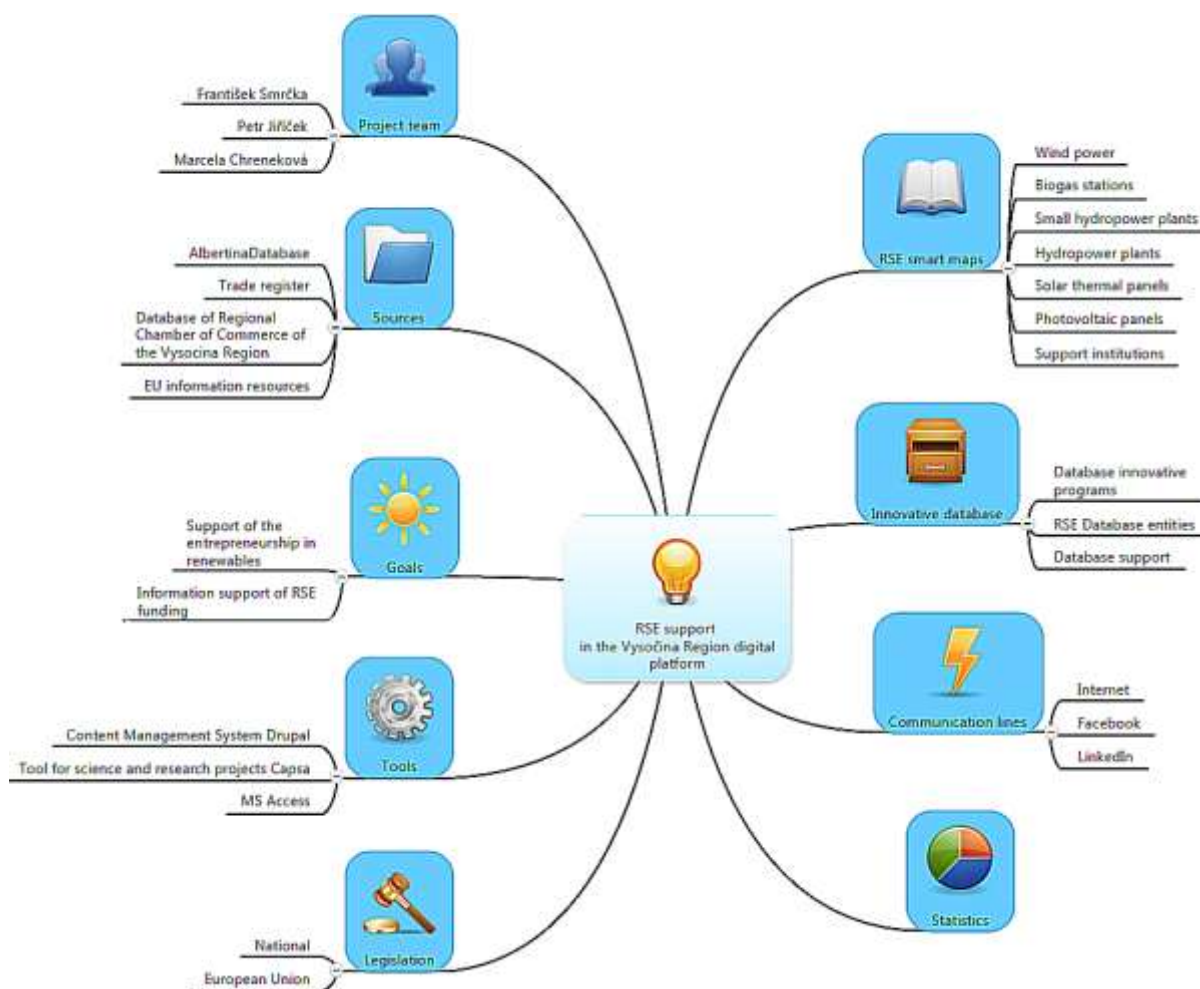 František Smrčka
Petr Jiříček
Marcela Chreneková
Project team
AlbertinaDatabase
Trade register
Database of Regional
Chamber of Commerce of
the Vysocina Region
EU information resources
Sources
Support of the
entrepreneurship in
renewables
Information support of RSE
funding
Goals
Content Management System Drupal
Tool for science and research projects Capsa
MS Access
Tools
National
European Union
Legislation
RSE support
in the Vysočina Region digital
platform
RSE smart maps
Wind power
Biogas stations
Small hydropower plants
Hydropower plants
Solar thermal panels
Photovoltaic panels
Support institutions
Innovative database
Database innovative
programs
RSE Database entities
Database support
Communication lines
Internet
Facebook
LinkedIn
Statistics